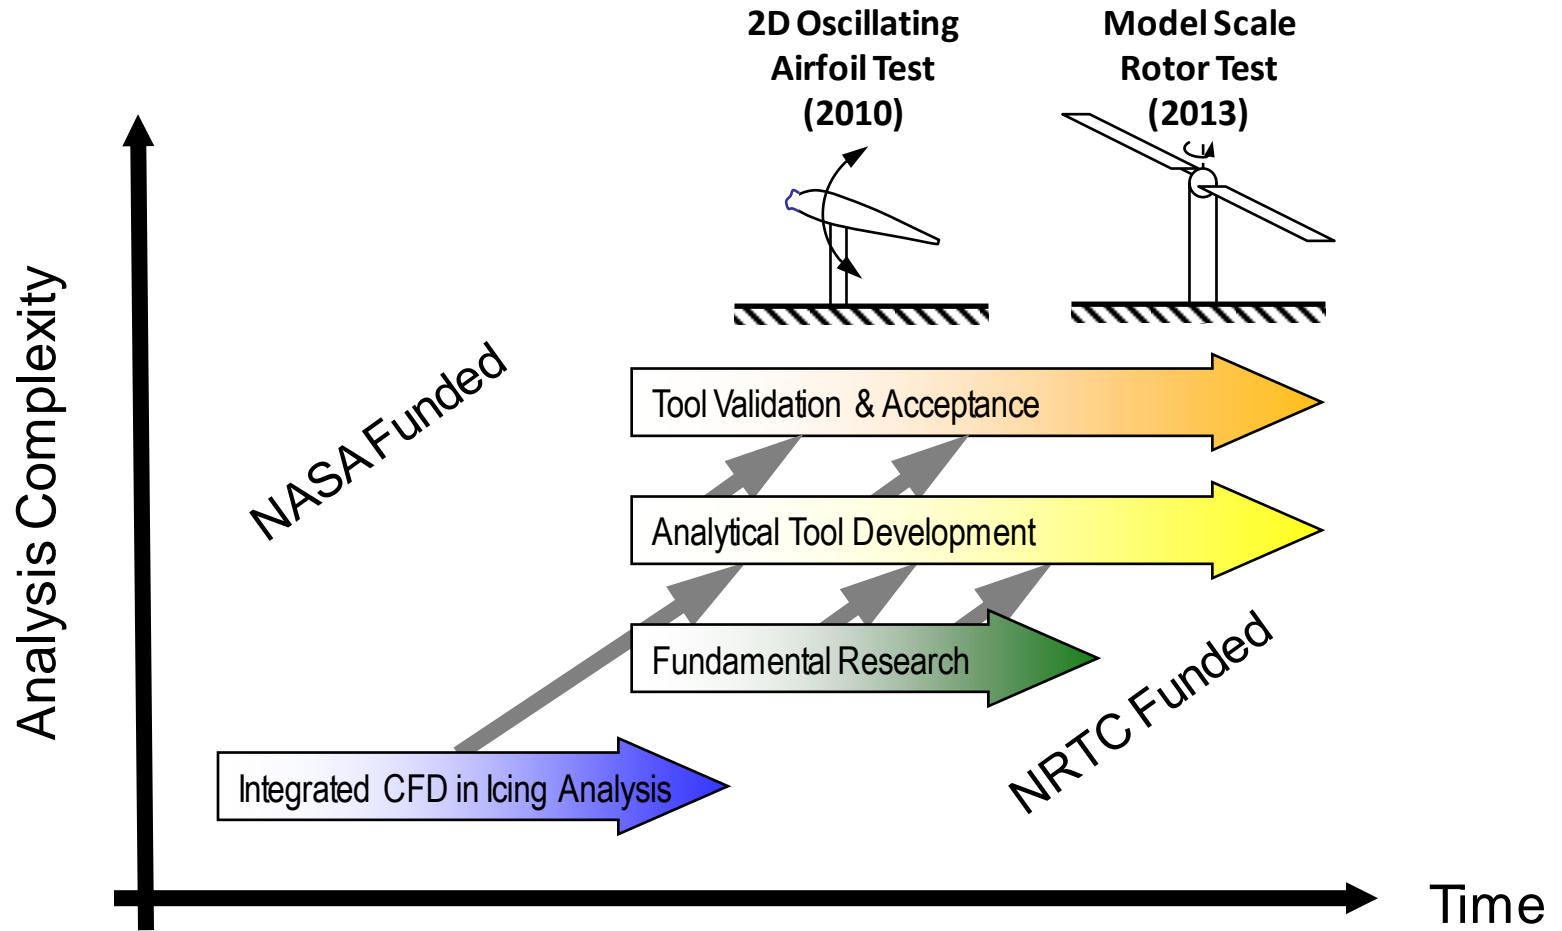 2D Oscillating
Airfoil Test
(2010)
Model Scale
Rotor Test
(2013)
Analysis Complexity
NASA Funded
Tool Validation & Acceptance
Analytical Tool Development
Fundamental Research
NRTC Funded
Integrated CFD in Icing Analysis
Time